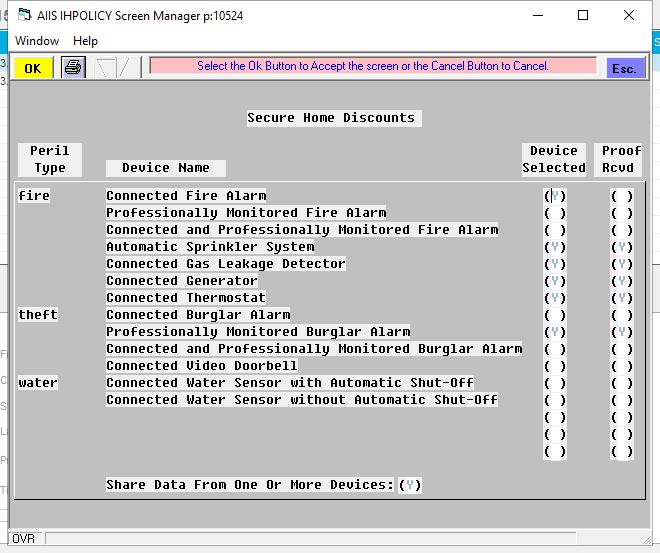 AIIS IHPOLICY Screen Manager p:10524
Window Help
OK Select the Ok Button to Accept the screen or the Cancel Button to Cancel. Esc.
Secure Home Discounts
Peril Device Proof
Type Device Name Selected Rcvd
fire Connected Fire Alarm (Y) ( )
Professionally Monitored Fire Alarm ( ) ( )
Connected and Professionally Monitored Fire Alarm ( ) ( )
Automatic Sprinkler System (Y) (Y)
Connected Gas Leakage Detector (Y) (Y)
Connected Generator (Y) (Y)
Connected Thermostat (Y) (Y)
theft Connected Burglar Alarm ( ) ( )
Professionally Monitored Burglar Alarm (Y) (Y)
Connected and Professionally Monitored Burglar Alarm ( ) ( )
Connected Video Doorbell ( ) ( )
water Connected Water Sensor with Automatic Shut-Off ( ) ( )
Connected Water Sensor without Automatic Shut-Off ( ) ( )
( ) ( )
( ) ( )
( ) ( )
Share Data From One Or More Devices: (Y)
OVR